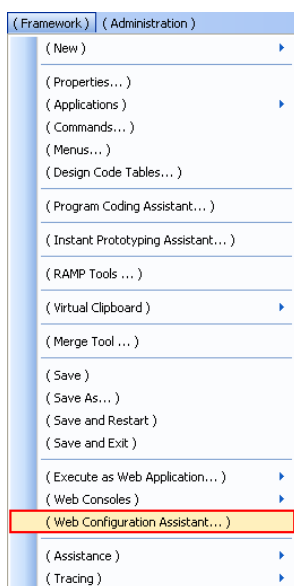 ( Framework ) ( Administration )
( New )
( Properties... )
( Applications )
( Commands... )
( Menus... )
( Design Code Tables... )
( Program Coding Assistant... )
( Instant Prototyping Assistant... )
( RAMP Tools ... )
( Virtual Clipboard )
( Merge Tool ... )
( Save )
( Save As... )
( Save and Restart )
( Save and Exit )
( Execute as Web Application... )
( Web Consoles )
( Web Configuration Assistant... )
( Assistance )
( Tracing )